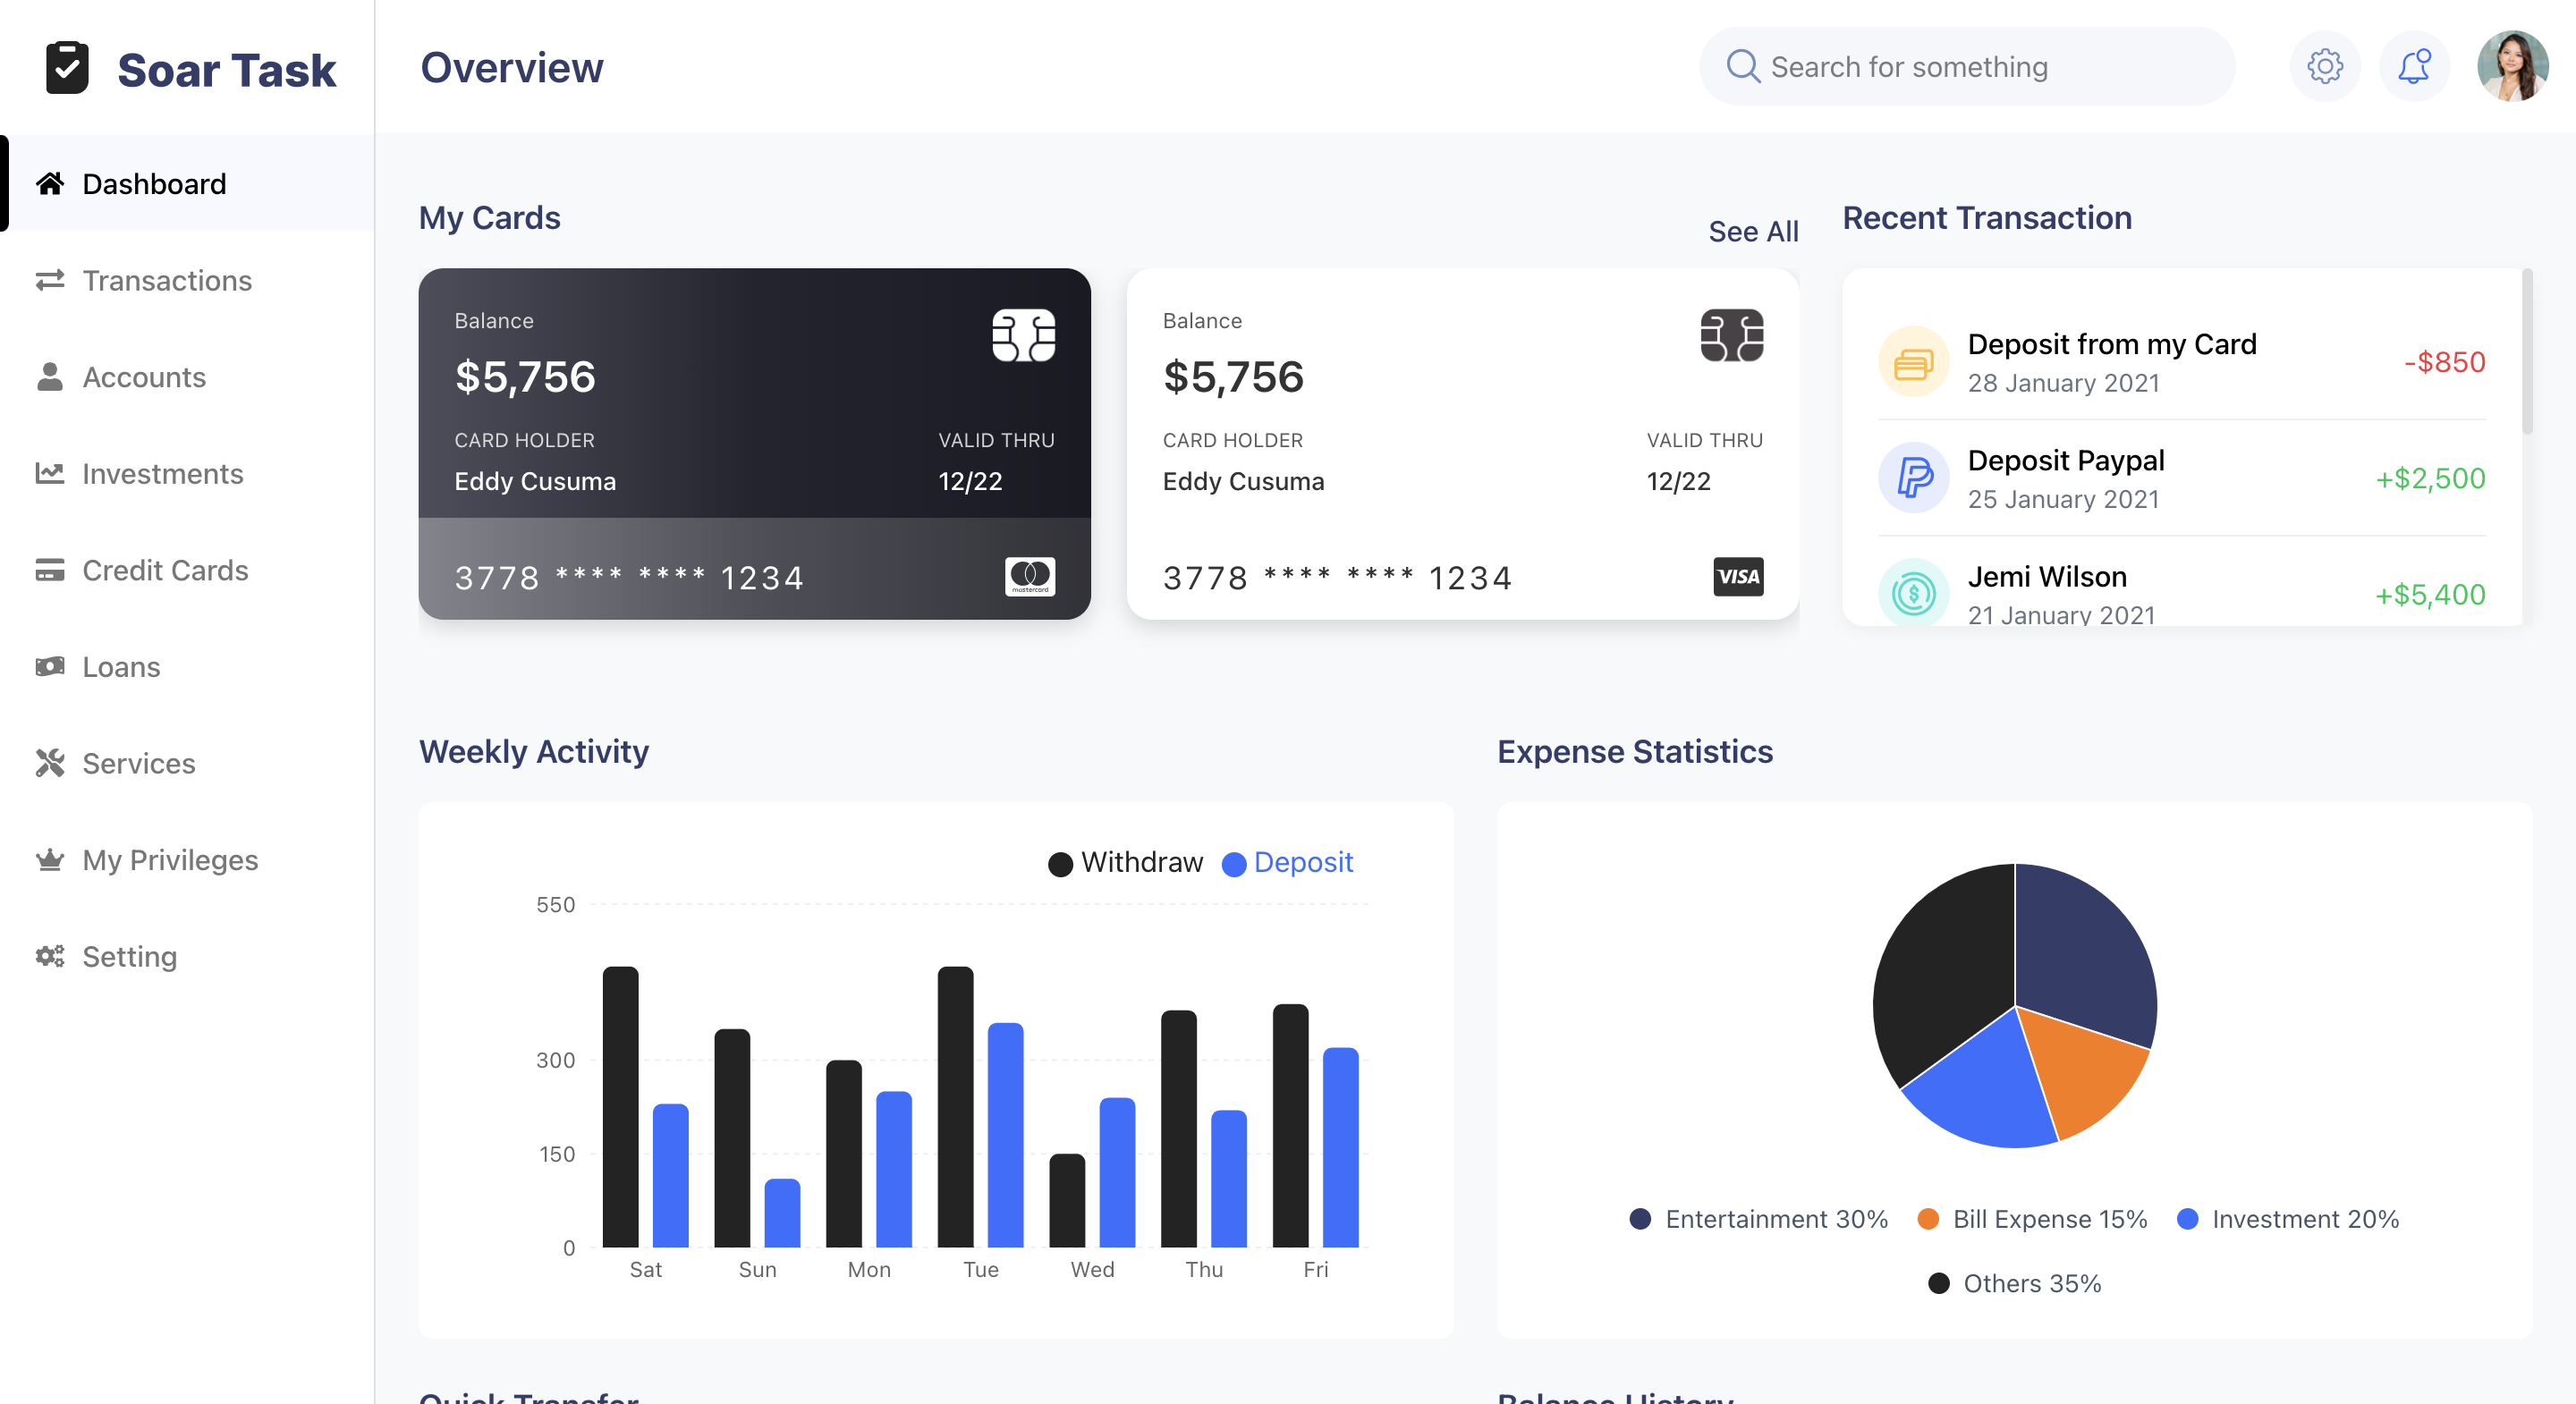 Soar Task
Overview
Search for something
Dashboard
Transactions
Accounts
Investments
Credit Cards
Loans
Services
My Privileges
Setting
My Cards
See All
Balance
$5,756
CARD HOLDER
VALID THRU
Eddy Cusuma
12/22
3778 **** **** 1234
mastercard
Balance
$5,756
CARD HOLDER
VALID THRU
Eddy Cusuma
12/22
3778 **** **** 1234
VISA
Recent Transaction
Deposit from my Card
-$850
28 January 2021
Deposit Paypal
+$2,500
25 January 2021
Jemi Wilson
+$5,400
21 January 2021
Weekly Activity
Withdraw Deposit
550
300
150
0
Sat Sun Mon Tue Wed Thu Fri
Expense Statistics
Entertainment 30% Bill Expense 15% Investment 20%
Others 35%
Quick Transfer
Balance History